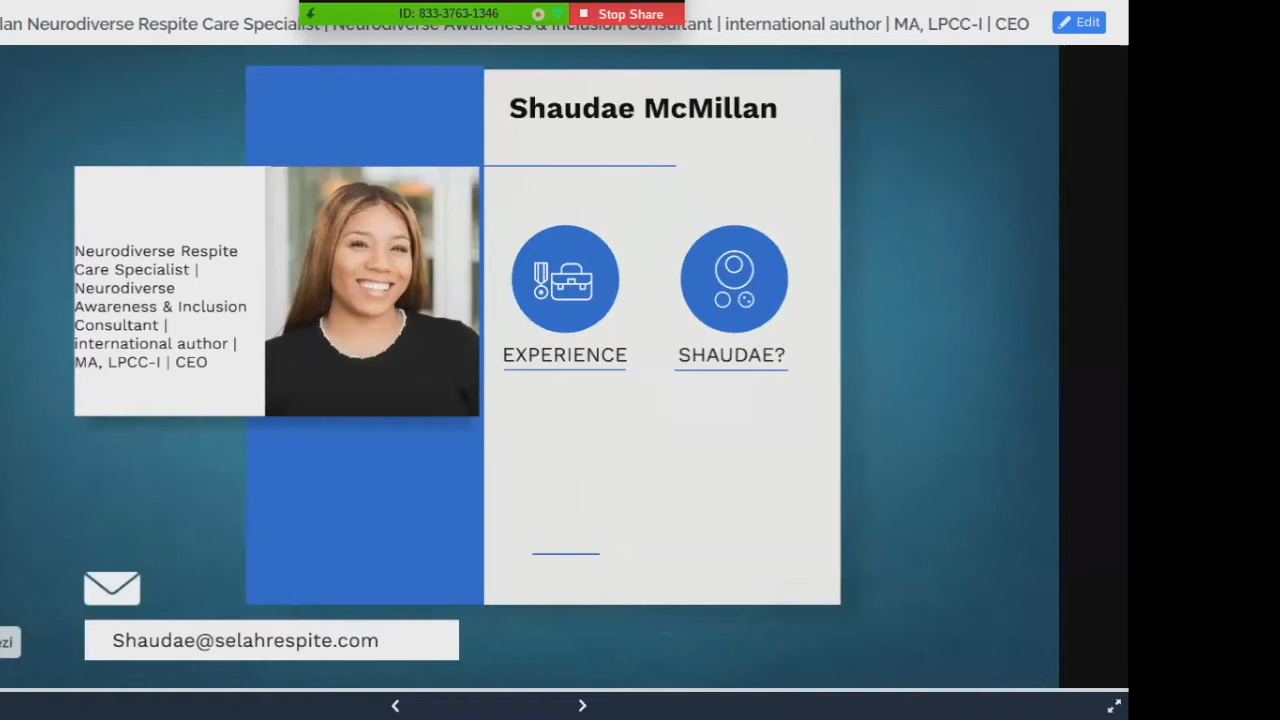 lan Neurodiverse Respite Care Specialist | Neurodiverse Awareness & Inclusion Consultant | international author | MA, LPCC-I | CEO
ID: 833-3763-1346
Stop Share
Edit
Shaudae McMillan
Neurodiverse Respite
Care Specialist |
Neurodiverse
Awareness & Inclusion
Consultant |
international author |
MA, LPCC-I | CEO
EXPERIENCE
SHAUDAE?
Shaudae@selahrespite.com
zi